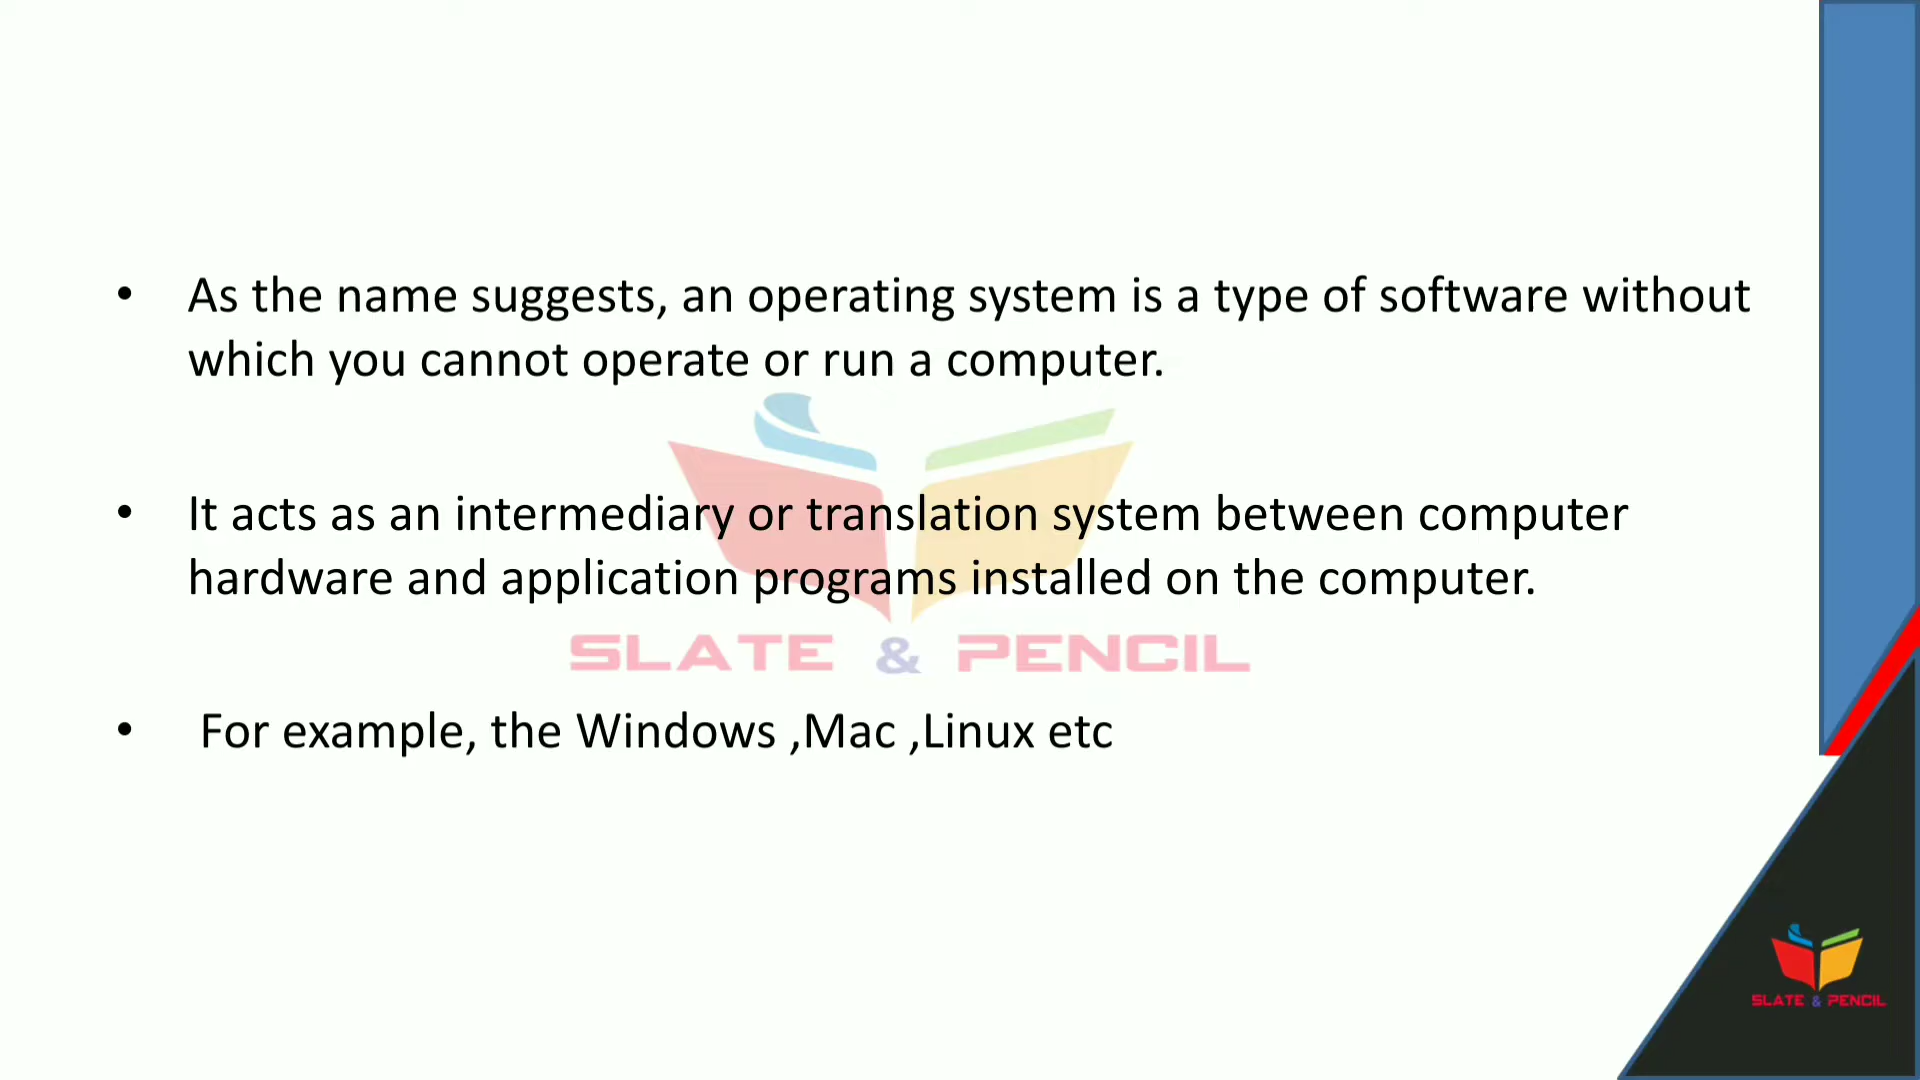 • As the name suggests, an operating system is a type of software without
which you cannot operate or run a computer.
• It acts as an intermediary or translation system between computer
hardware and application programs installed on the computer.
SLATE & PENCIL
• For example, the Windows ,Mac ,Linux etc
SLATE & PENCIL